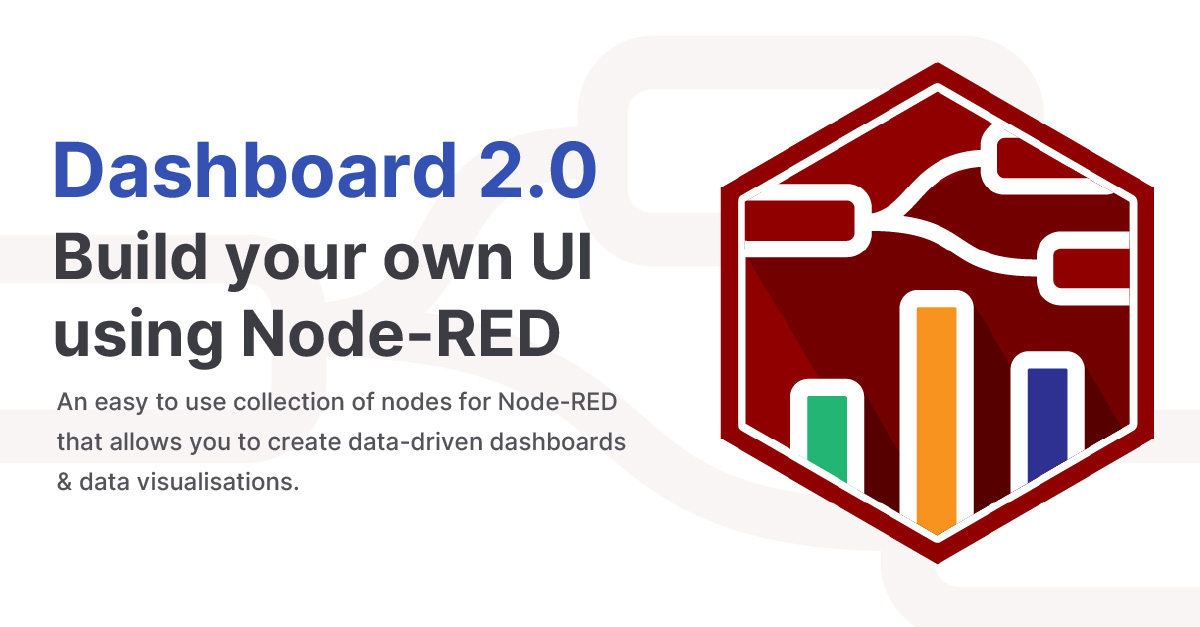 Dashboard 2.0
Build your own UI
using Node-RED
An easy to use collection of nodes for Node-RED
that allows you to create data-driven dashboards
& data visualisations.